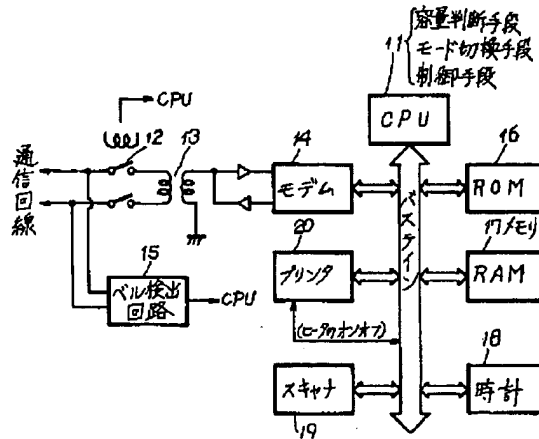 容量判断手段
モード切換手段
制御手段
11
CPU
CPU
12
13
14
モデム
16
ROM
通信回線
バスライン
15
ベル検出回路
CPU
20
プリンタ
17メモリ
RAM
(ロータのオンオフ)
18
時計
スキャナ
19